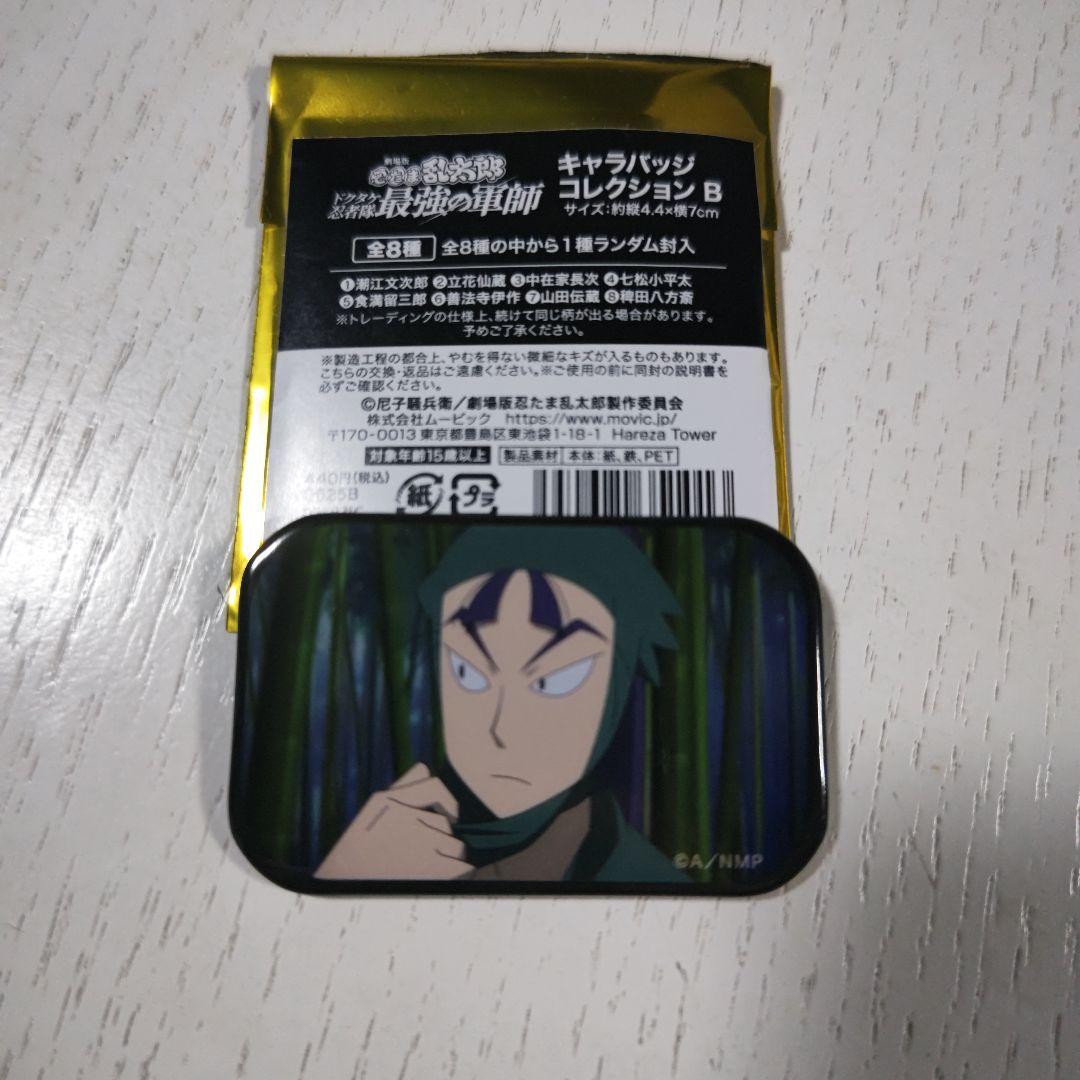 劇場版
忍たま乱太郎
ドクタケ忍者隊 最強の軍師
キャラバッジ
コレクション B
サイズ:約縦4.4×横7cm
全8種 全8種の中から1種ランダム封入
❶潮江文次郎 ❷立花仙蔵 ❸中在家長次 ❹七松小平太
❺食満留三郎 ❻善法寺伊作 ❼山田伝蔵 ❽稗田八方斎
※トレーディングの仕様上、続けて同じ柄が出る場合があります。
予めご了承ください。
※製造工程の都合上、やむを得ない微細なキズが入るものもあります。
こちらの交換・返品はご遠慮ください。※ご使用の前に同封の説明書を
必ずご確認ください。
©尼子騒兵衛/劇場版忍たま乱太郎製作委員会
株式会社ムービック https://www.movic.jp/
〒170-0013 東京都豊島区東池袋1-18-1 Hareza Tower
対象年齢15歳以上 製品素材 本体:紙、鉄、PET
440円(税込)
紙 プラ
©A/NMP